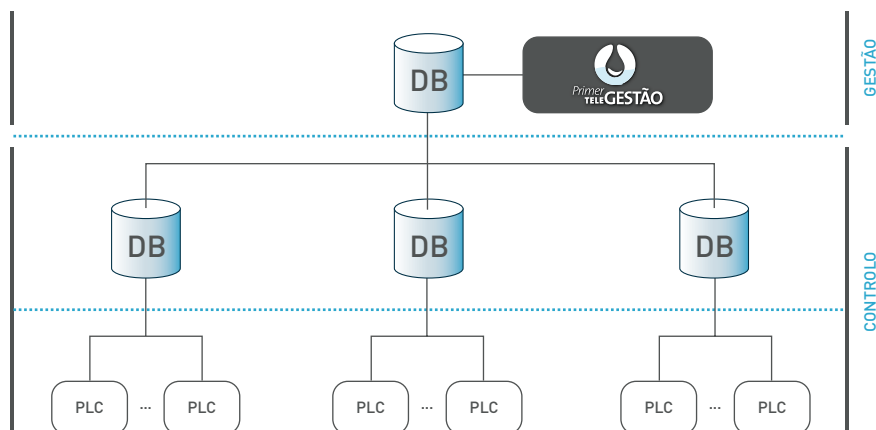 DB
Primer
TELEGESTÃO
GESTÃO
DB
DB
DB
CONTROLO
PLC
...
PLC
PLC
...
PLC
PLC
...
PLC